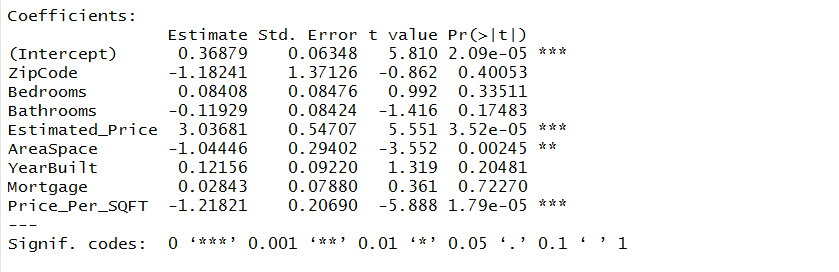 Coefficients:
                Estimate Std. Error t value Pr(>|t|)
(Intercept)      0.36879    0.06348   5.810 2.09e-05 ***
ZipCode         -1.18241    1.37126  -0.862  0.40053
Bedrooms         0.08408    0.08476   0.992  0.33511
Bathrooms       -0.11929    0.08424  -1.416  0.17483
Estimated_Price  3.03681    0.54707   5.551 3.52e-05 ***
AreaSpace       -1.04446    0.29402  -3.552  0.00245 **
YearBuilt        0.12156    0.09220   1.319  0.20481
Mortgage         0.02843    0.07880   0.361  0.72270
Price_Per_SQFT  -1.21821    0.20690  -5.888 1.79e-05 ***
---
Signif. codes:  0 ‘***’ 0.001 ‘**’ 0.01 ‘*’ 0.05 ‘.’ 0.1 ‘ ’ 1